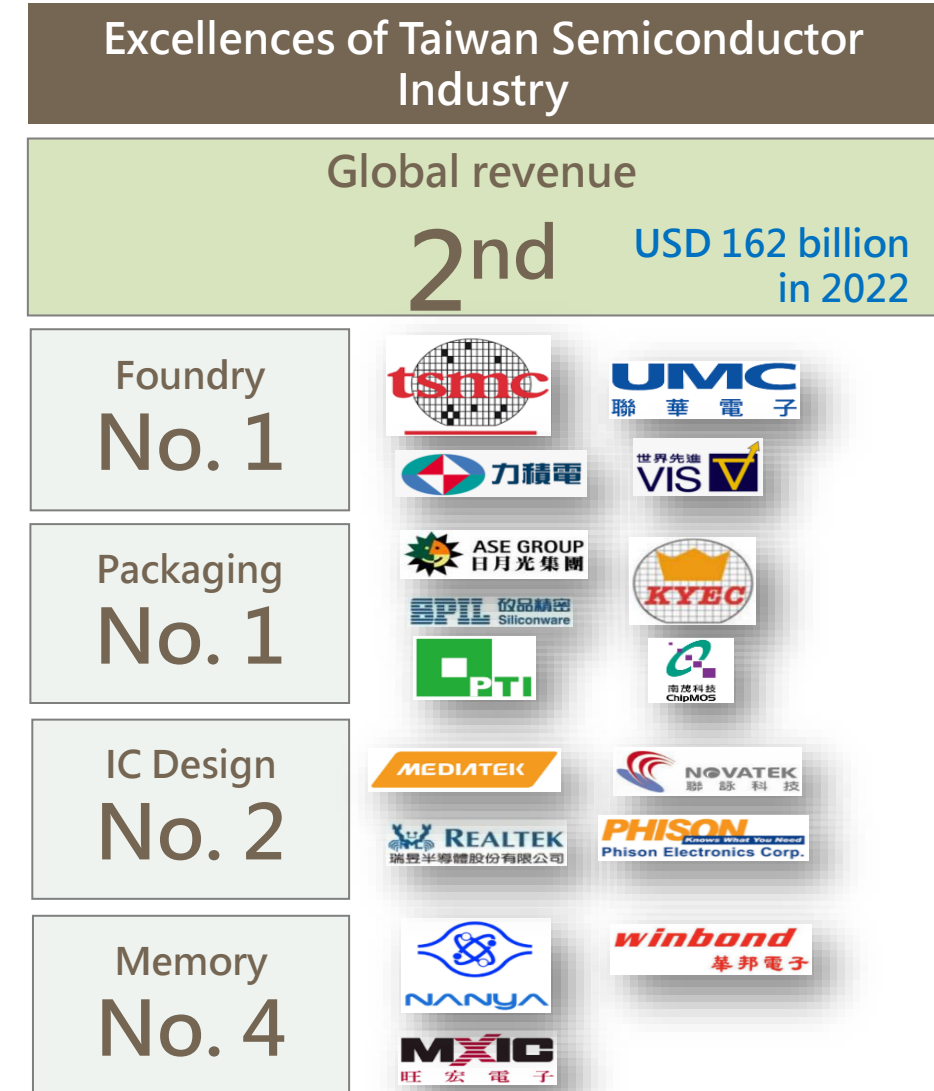 Excellences of Taiwan Semiconductor
Industry
Global revenue
2nd
USD 162 billion
in 2022
Foundry
No. 1
tsmc
UMC
聯華電子
力積電
世界先進
VIS
Packaging
No. 1
ASE GROUP
日月光集團
KYEC
SPIL 矽品精密
Siliconware
PTI
南茂科技
ChipMOS
IC Design
No. 2
MEDIATEK
NOVATEK
聯詠科技
REALTEK
瑞昱半導體股份有限公司
PHISON
Knows What You Need
Phison Electronics Corp.
Memory
No. 4
NANYA
winbond
華邦電子
MXIC
旺宏電子